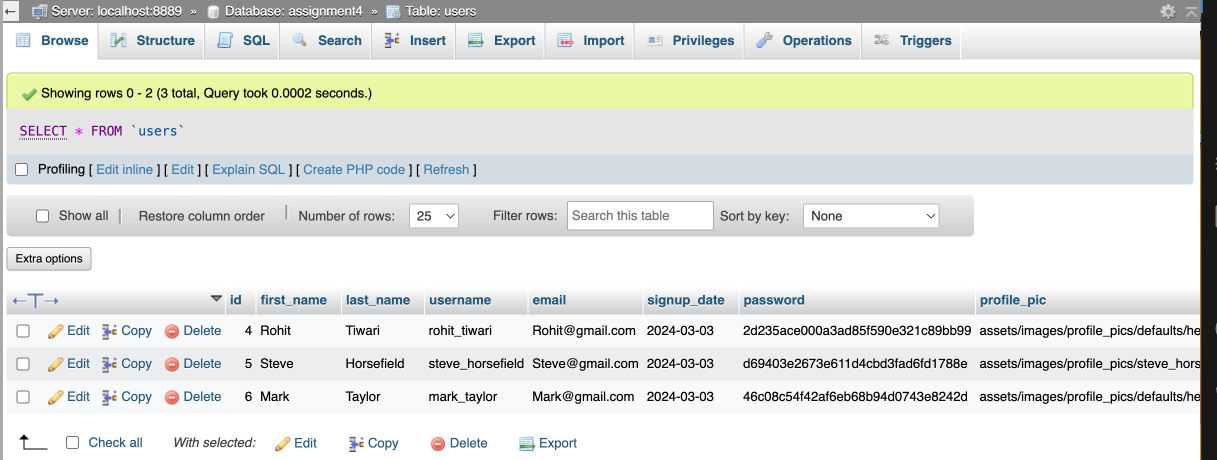 Server: localhost:8889 » Database: assignment4 » Table: users
Browse Structure SQL Search Insert Export Import Privileges Operations Triggers
Showing rows 0 - 2 (3 total, Query took 0.0002 seconds.)
SELECT * FROM `users`
Profiling [ Edit inline ] [ Edit ] [ Explain SQL ] [ Create PHP code ] [ Refresh ]
Show all | Restore column order | Number of rows: 25 Filter rows: Search this table Sort by key: None
Extra options
←T→ id first_name last_name username email signup_date password profile_pic
Edit Copy Delete 4 Rohit Tiwari rohit_tiwari Rohit@gmail.com 2024-03-03 2d235ace000a3ad85f590e321c89bb99 assets/images/profile_pics/defaults/he
Edit Copy Delete 5 Steve Horsefield steve_horsefield Steve@gmail.com 2024-03-03 d69403e2673e611d4cbd3fad6fd1788e assets/images/profile_pics/steve_hors
Edit Copy Delete 6 Mark Taylor mark_taylor Mark@gmail.com 2024-03-03 46c08c54f42af6eb68b94d0743e8242d assets/images/profile_pics/defaults/he
Check all With selected: Edit Copy Delete Export